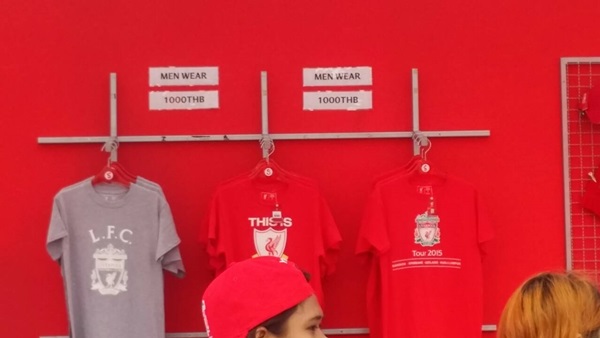 MEN WEAR
1000THB
MEN WEAR
1000THB
L.F.C.
THIS IS
Tour 2015